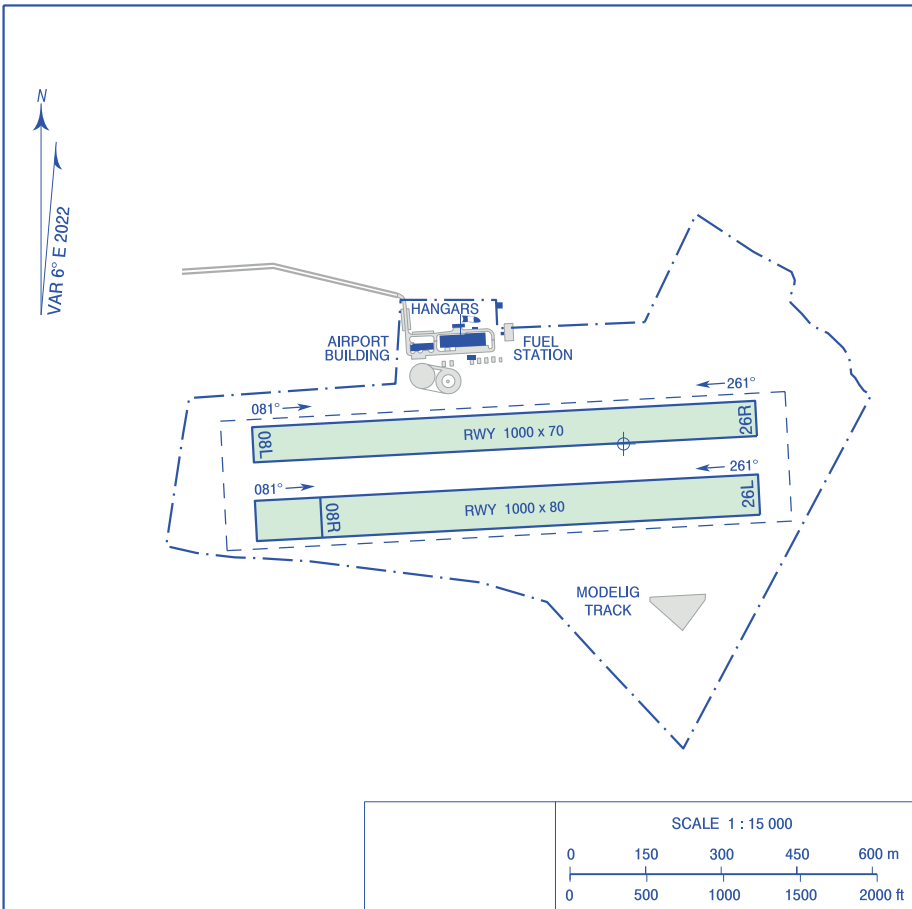 N
VAR 6° E 2022
HANGARS
AIRPORT
BUILDING
FUEL
STATION
081°
261°
08L
RWY 1000 x 70
26R
081°
261°
08R
RWY 1000 x 80
26L
MODELIG
TRACK
SCALE 1 : 15 000
0 150 300 450 600 m
0 500 1000 1500 2000 ft